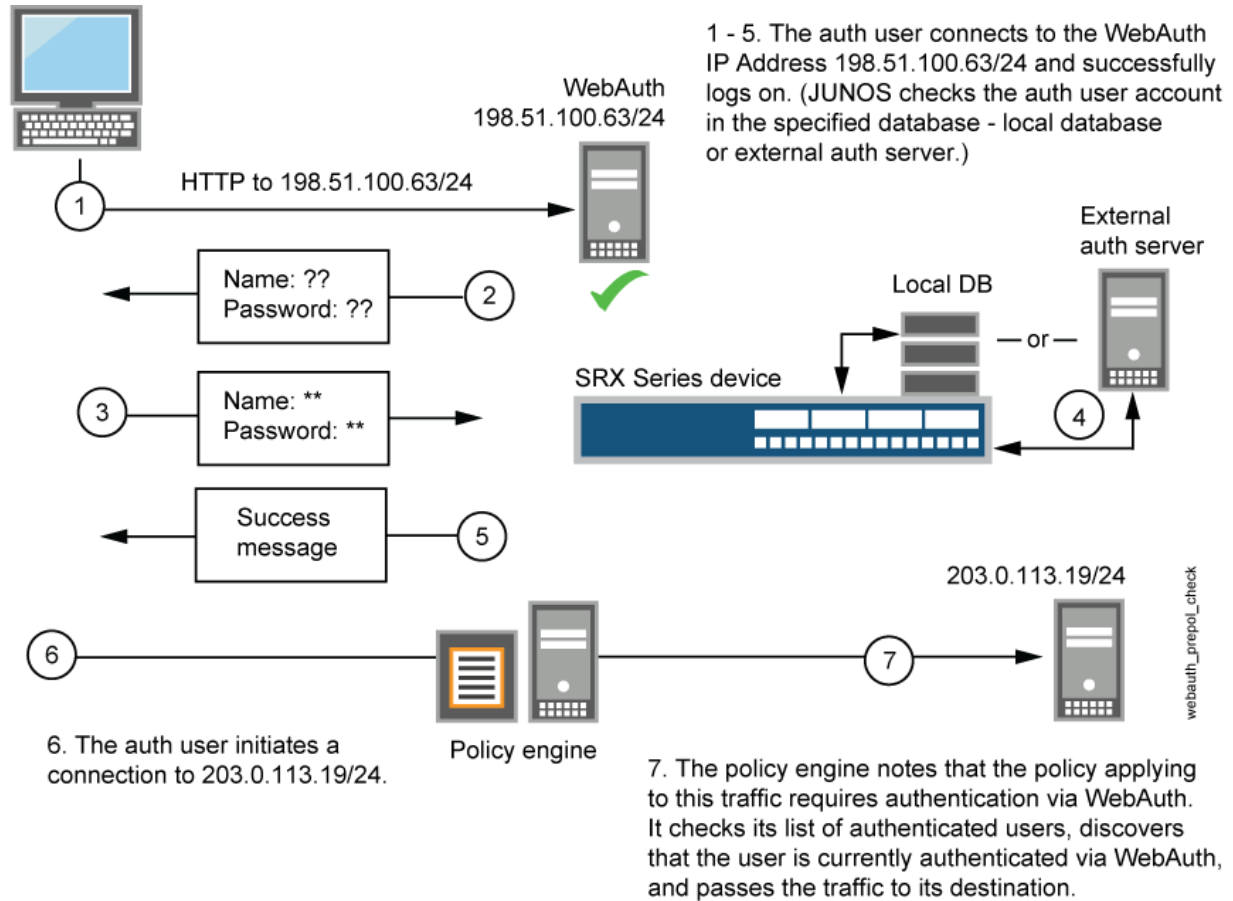 1 - 5. The auth user connects to the WebAuth
IP Address 198.51.100.63/24 and successfully
logs on. (JUNOS checks the auth user account
in the specified database - local database
or external auth server.)
WebAuth
198.51.100.63/24
1
HTTP to 198.51.100.63/24
External
auth server
Name: ??
Password: ??
2
Local DB
or
SRX Series device
3
Name: **
Password: **
4
Success
message
5
203.0.113.19/24
webauth_prepol_check
6
7
Policy engine
6. The auth user initiates a
connection to 203.0.113.19/24.
7. The policy engine notes that the policy applying
to this traffic requires authentication via WebAuth.
It checks its list of authenticated users, discovers
that the user is currently authenticated via WebAuth,
and passes the traffic to its destination.